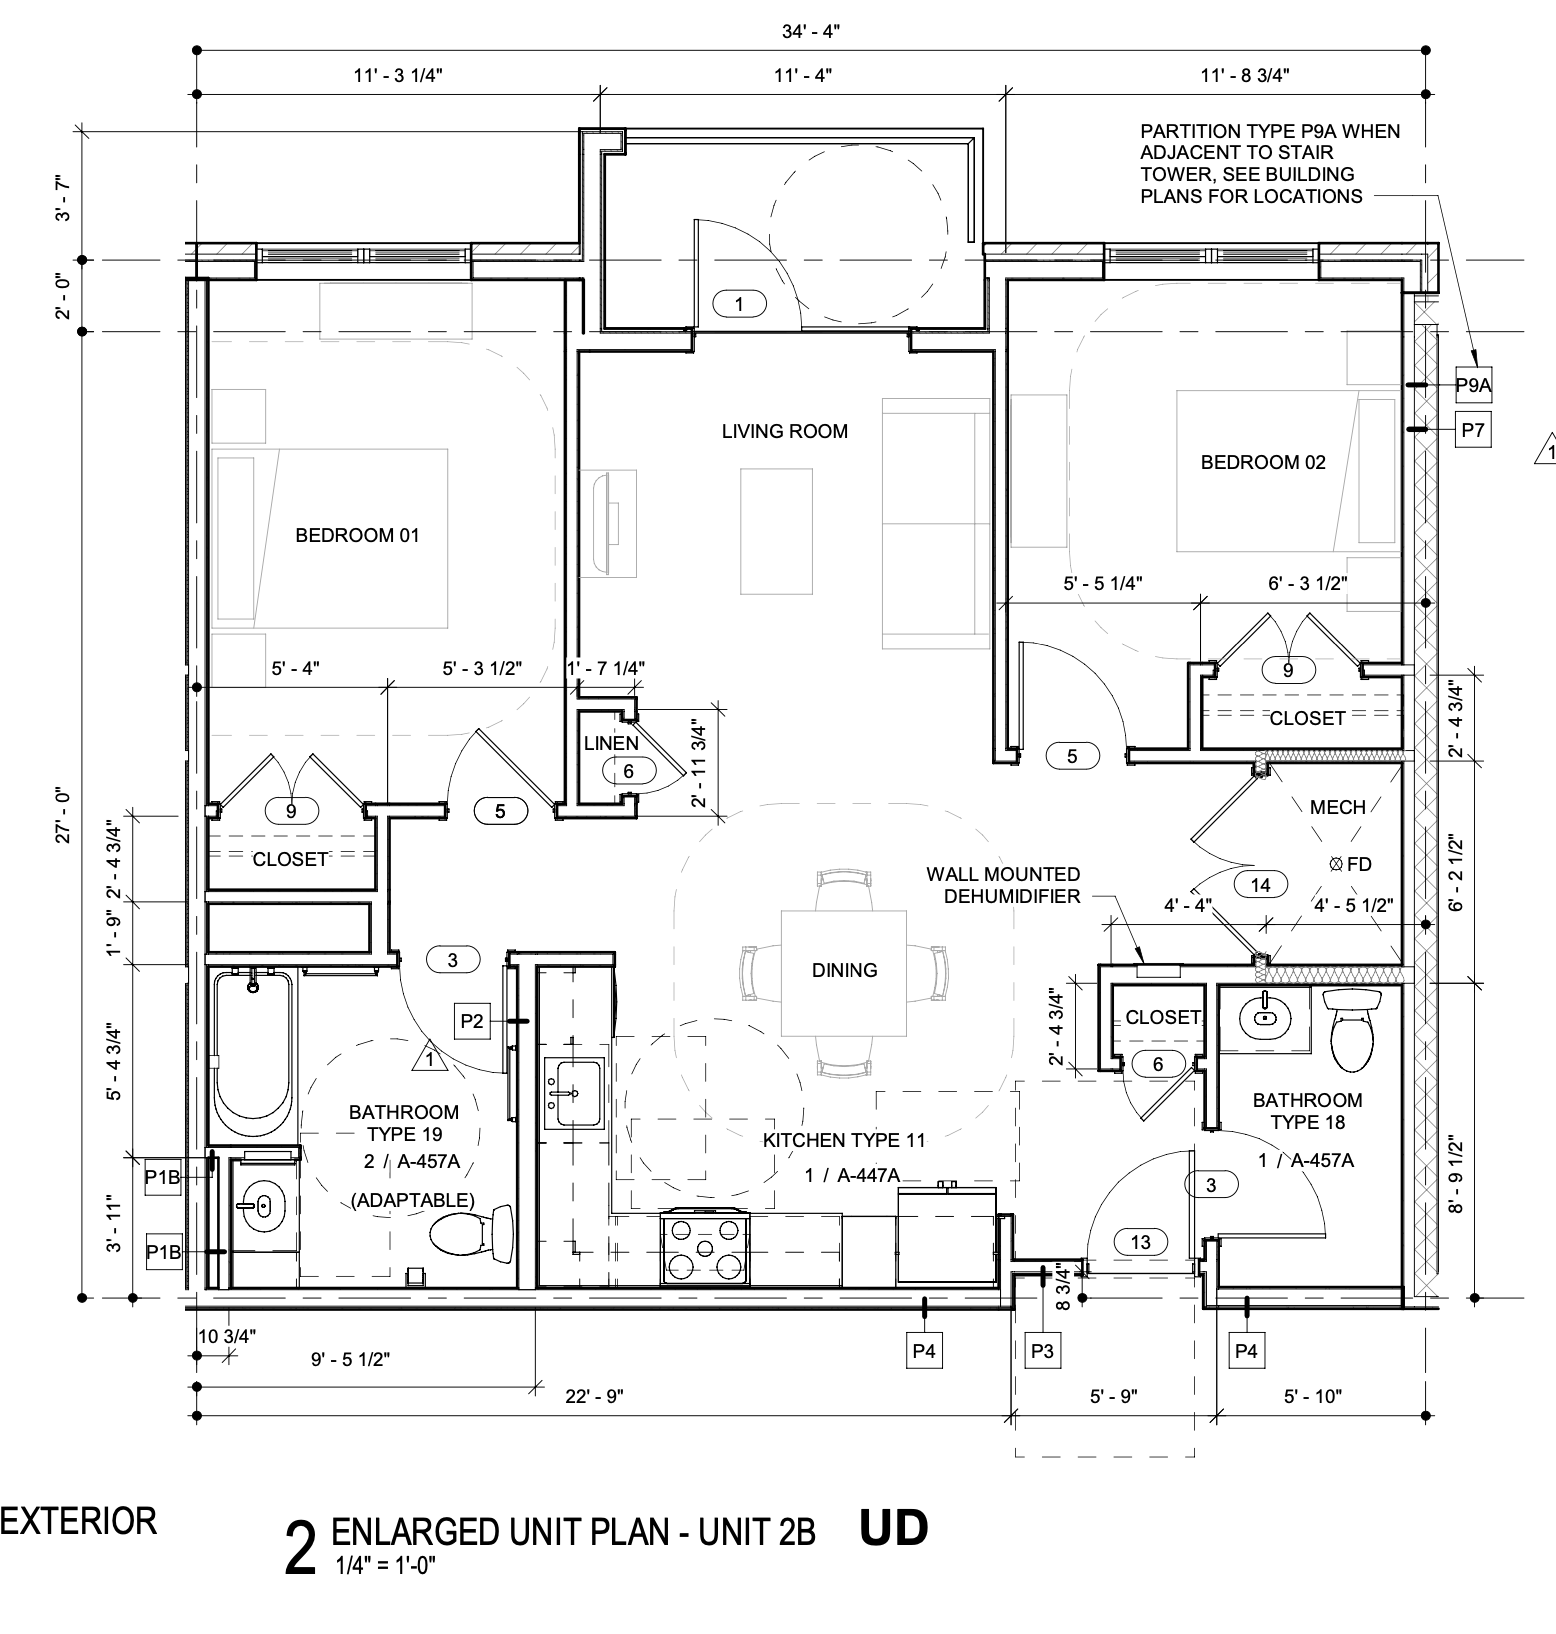 34' - 4"
11' - 3 1/4"
11' - 4"
11' - 8 3/4"
PARTITION TYPE P9A WHEN
ADJACENT TO STAIR
TOWER, SEE BUILDING
PLANS FOR LOCATIONS
3' - 7"
2' - 0"
1
P9A
LIVING ROOM
P7
1
BEDROOM 02
BEDROOM 01
5' - 5 1/4"
6' - 3 1/2"
5' - 4"
5' - 3 1/2"
1' - 7 1/4"
9
CLOSET
2' - 4 3/4"
LINEN
6
2' - 11 3/4"
5
27' - 0"
9
5
MECH
CLOSET
2' - 4 3/4"
FD
WALL MOUNTED
DEHUMIDIFIER
14
6' - 2 1/2"
4' - 4"
4' - 5 1/2"
1' - 9"
3
DINING
P2
CLOSET
2' - 4 3/4"
1
6
5' - 4 3/4"
BATHROOM
TYPE 19
2 / A-457A
(ADAPTABLE)
KITCHEN TYPE 11
1 / A-447A
BATHROOM
TYPE 18
1 / A-457A
3
8' - 9 1/2"
P1B
3' - 11"
P1B
13
8 3/4"
10 3/4"
P4
P3
P4
9' - 5 1/2"
22' - 9"
5' - 9"
5' - 10"
EXTERIOR
2
ENLARGED UNIT PLAN - UNIT 2B
UD
1/4" = 1'-0"